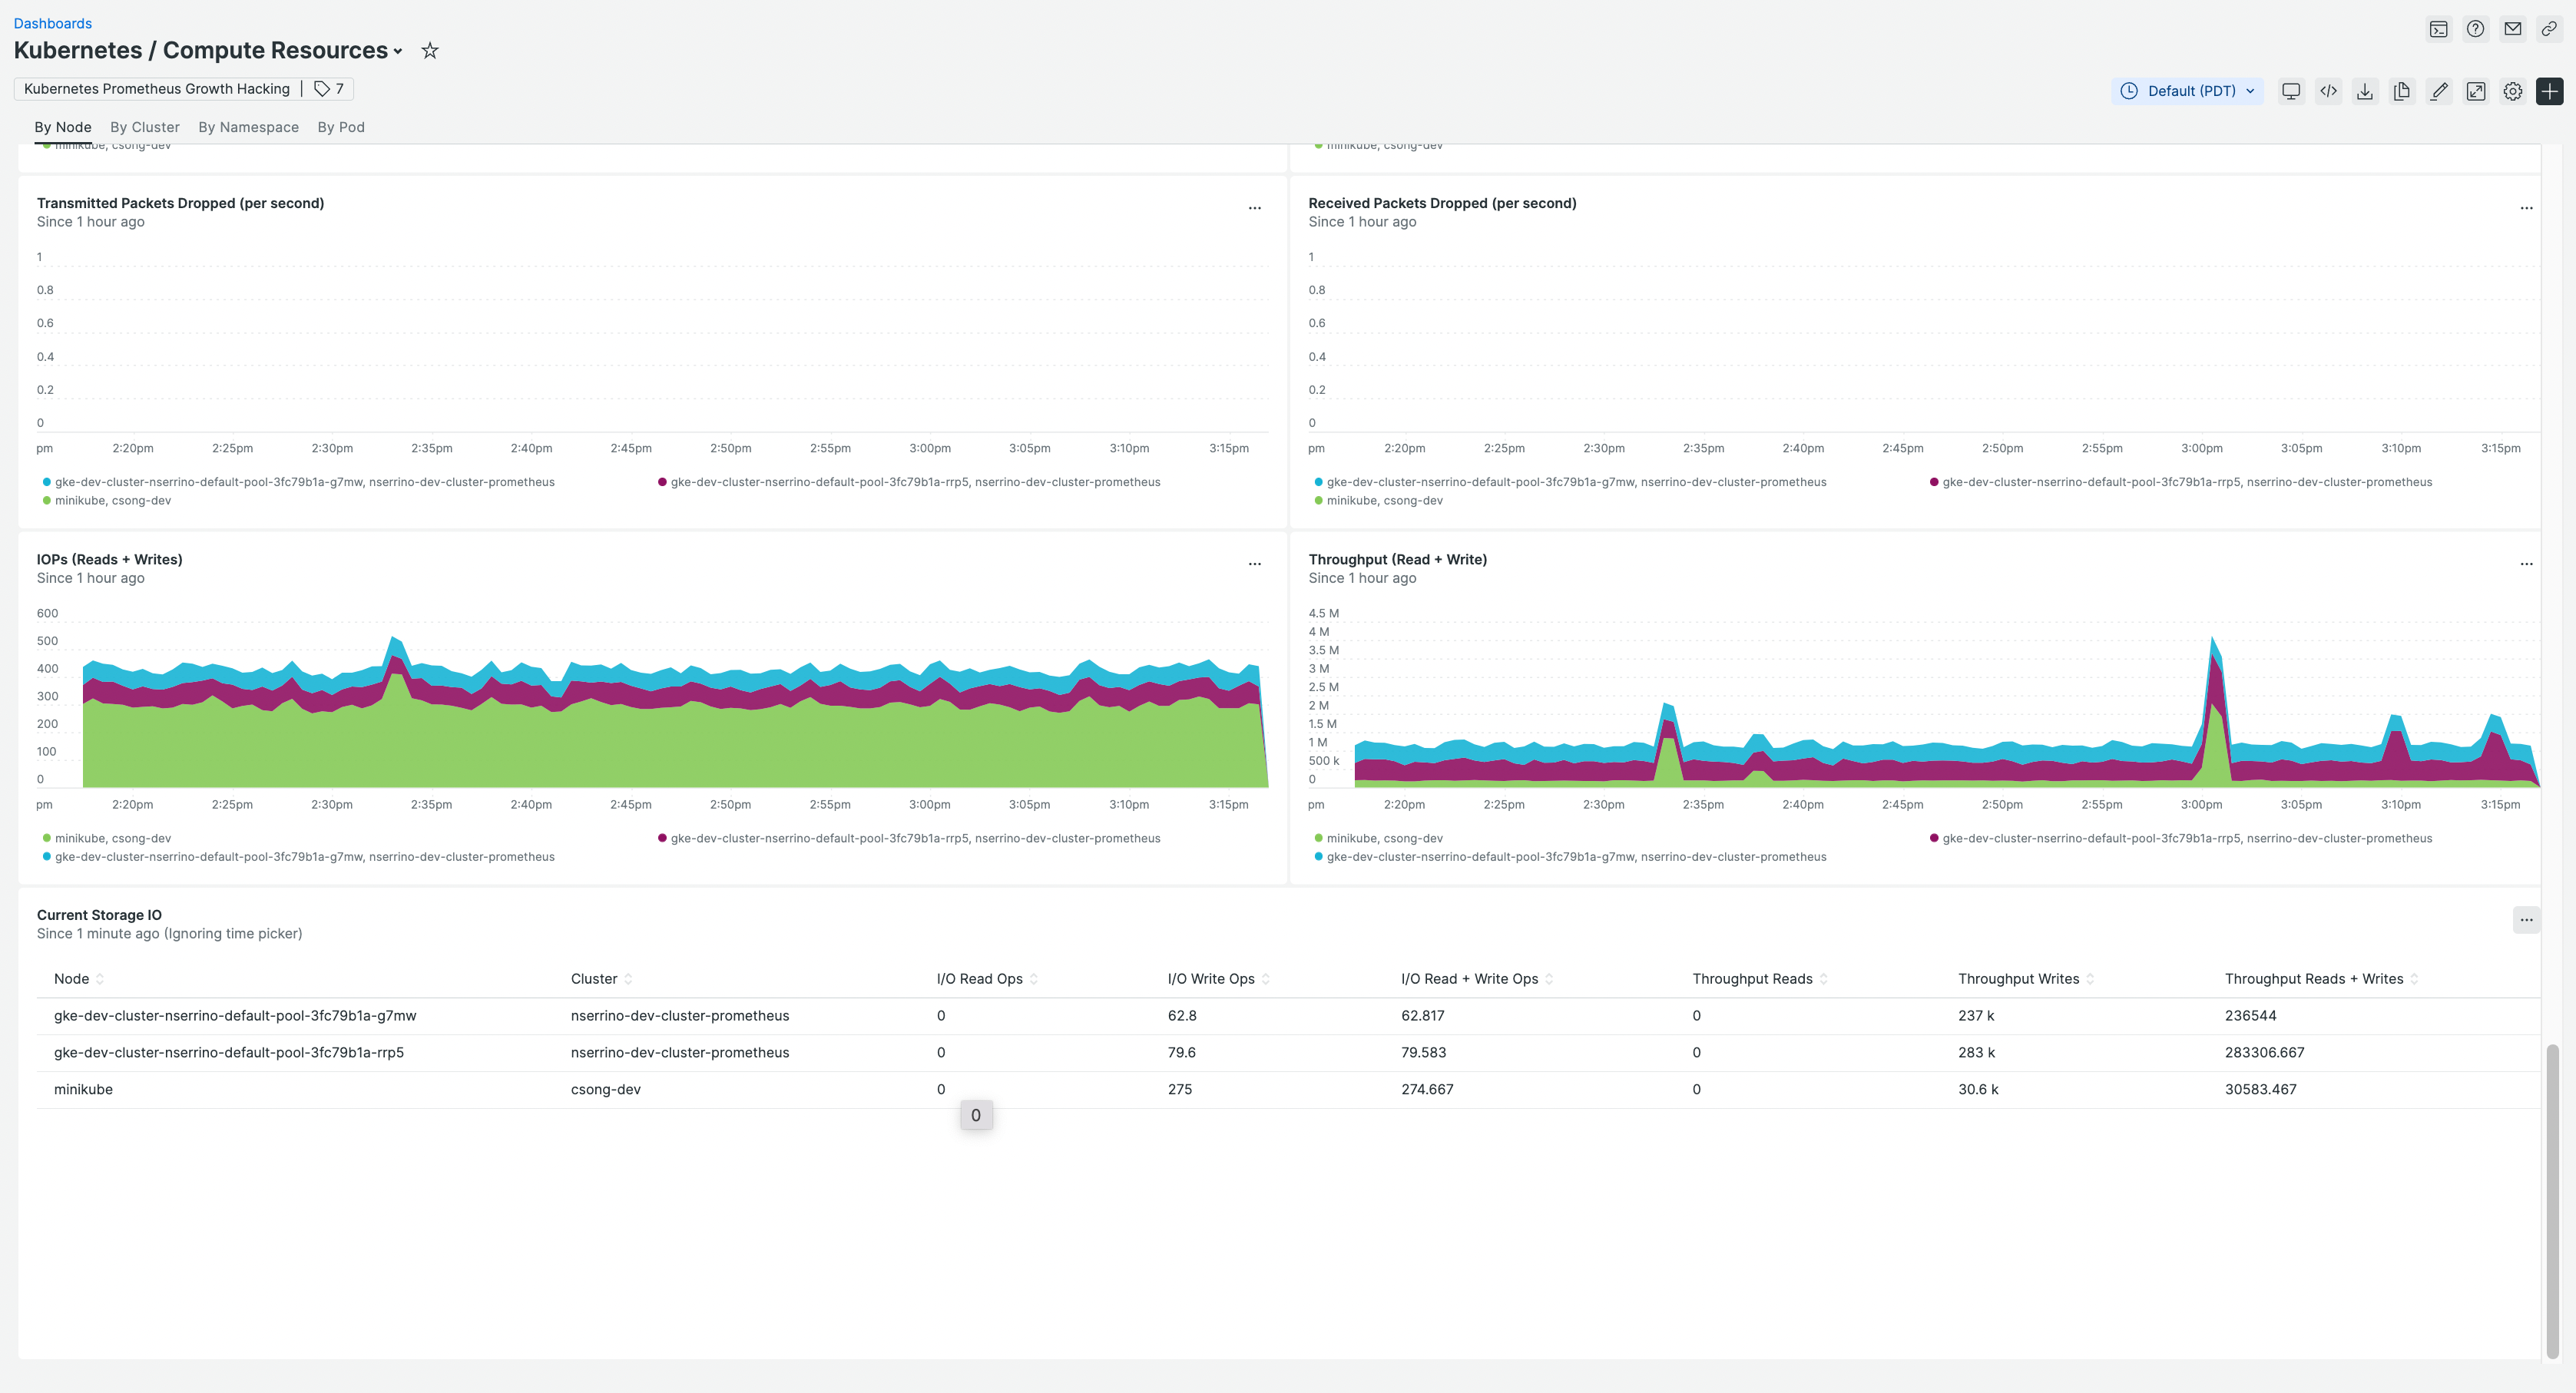 Dashboards
Kubernetes / Compute Resources
Kubernetes Prometheus Growth Hacking | 7
Default (PDT)
By Node By Cluster By Namespace By Pod
minikube, csong-dev
minikube, csong-dev
Transmitted Packets Dropped (per second)
Since 1 hour ago
1
0.8
0.6
0.4
0.2
0
pm 2:20pm 2:25pm 2:30pm 2:35pm 2:40pm 2:45pm 2:50pm 2:55pm 3:00pm 3:05pm 3:10pm 3:15pm
gke-dev-cluster-nserrino-default-pool-3fc79b1a-g7mw, nserrino-dev-cluster-prometheus
gke-dev-cluster-nserrino-default-pool-3fc79b1a-rrp5, nserrino-dev-cluster-prometheus
minikube, csong-dev
Received Packets Dropped (per second)
Since 1 hour ago
1
0.8
0.6
0.4
0.2
0
pm 2:20pm 2:25pm 2:30pm 2:35pm 2:40pm 2:45pm 2:50pm 2:55pm 3:00pm 3:05pm 3:10pm 3:15pm
gke-dev-cluster-nserrino-default-pool-3fc79b1a-g7mw, nserrino-dev-cluster-prometheus
gke-dev-cluster-nserrino-default-pool-3fc79b1a-rrp5, nserrino-dev-cluster-prometheus
minikube, csong-dev
IOPs (Reads + Writes)
Since 1 hour ago
600
500
400
300
200
100
0
pm 2:20pm 2:25pm 2:30pm 2:35pm 2:40pm 2:45pm 2:50pm 2:55pm 3:00pm 3:05pm 3:10pm 3:15pm
minikube, csong-dev
gke-dev-cluster-nserrino-default-pool-3fc79b1a-rrp5, nserrino-dev-cluster-prometheus
gke-dev-cluster-nserrino-default-pool-3fc79b1a-g7mw, nserrino-dev-cluster-prometheus
Throughput (Read + Write)
Since 1 hour ago
4.5 M
4 M
3.5 M
3 M
2.5 M
2 M
1.5 M
1 M
500 k
0
pm 2:20pm 2:25pm 2:30pm 2:35pm 2:40pm 2:45pm 2:50pm 2:55pm 3:00pm 3:05pm 3:10pm 3:15pm
minikube, csong-dev
gke-dev-cluster-nserrino-default-pool-3fc79b1a-rrp5, nserrino-dev-cluster-prometheus
gke-dev-cluster-nserrino-default-pool-3fc79b1a-g7mw, nserrino-dev-cluster-prometheus
Current Storage IO
Since 1 minute ago (Ignoring time picker)
Node Cluster I/O Read Ops I/O Write Ops I/O Read + Write Ops Throughput Reads Throughput Writes Throughput Reads + Writes
gke-dev-cluster-nserrino-default-pool-3fc79b1a-g7mw nserrino-dev-cluster-prometheus 0 62.8 62.817 0 237 k 236544
gke-dev-cluster-nserrino-default-pool-3fc79b1a-rrp5 nserrino-dev-cluster-prometheus 0 79.6 79.583 0 283 k 283306.667
minikube csong-dev 0 275 274.667 0 30.6 k 30583.467
0